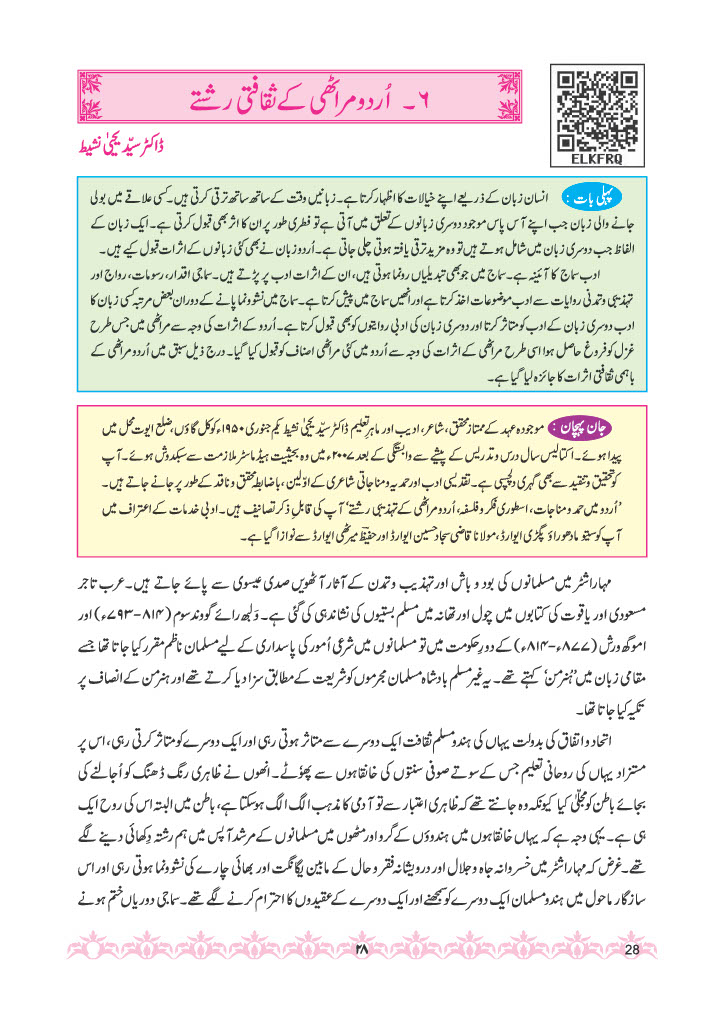 ۶ ۔ اُردو مراٹھی کے ثقافتی رشتے
ELKFRQ
ڈاکٹر سیّد یحییٰ نشیط
پہلی بات : انسان زبان کے ذریعے اپنے خیالات کا اظہار کرتا ہے۔ زبانیں وقت کے ساتھ ساتھ ترقی کرتی ہیں۔ کسی علاقے میں بولی
جانے والی زبان جب اپنے آس پاس موجود دوسری زبانوں کے تعلق میں آتی ہے تو فطری طور پر ان کا اثر بھی قبول کرتی ہے۔ ایک زبان کے
الفاظ جب دوسری زبان میں شامل ہوتے ہیں تو وہ مزید ترقی یافتہ ہوتی چلی جاتی ہے۔ اُردو زبان نے بھی کئی زبانوں کے اثرات قبول کیے ہیں۔
ادب سماج کا آئینہ ہے۔ سماج میں جو بھی تبدیلیاں رونما ہوتی ہیں، ان کے اثرات ادب پر پڑتے ہیں۔ سماجی اقدار، رسومات، رواج اور
تہذیبی و تمدنی روایات سے ادب موضوعات اخذ کرتا ہے اور انھیں سماج میں پیش کرتا ہے۔ سماج میں نشوونما پانے کے دوران بعض مرتبہ کسی زبان کا
ادب دوسری زبان کے ادب کو متاثر کرتا اور دوسری زبان کی ادبی روایتوں کو بھی قبول کرتا ہے۔ اُردو کے اثرات کی وجہ سے مراٹھی میں جس طرح
غزل کو فروغ حاصل ہوا اسی طرح مراٹھی کے اثرات کی وجہ سے اُردو میں کئی مراٹھی اصناف کو قبول کیا گیا۔ درج ذیل سبق میں اُردو مراٹھی کے
باہمی ثقافتی اثرات کا جائزہ لیا گیا ہے۔
جان پہچان : موجودہ عہد کے ممتاز محقق، شاعر، ادیب اور ماہرِ تعلیم ڈاکٹر سیّد یحییٰ نشیط یکم جنوری ۱۹۵۰ء کو کل گاؤں، ضلع ایوت محل میں
پیدا ہوئے۔ اکتالیس سال درس و تدریس کے پیشے سے وابستگی کے بعد ۲۰۰۷ء میں وہ بحیثیت ہیڈ ماسٹر ملازمت سے سبکدوش ہوئے۔ آپ
کو تحقیق و تنقید سے بھی گہری دلچسپی ہے۔ تقدیسی ادب اور حمدیہ و مناجاتی شاعری کے اوّلین، باضابطہ محقق و ناقد کے طور پر جانے جاتے ہیں۔
’اُردو میں حمد و مناجات، اسطوری فکر و فلسفہ، اُردو مراٹھی کے تہذیبی رشتے‘ آپ کی قابلِ ذکر تصانیف ہیں۔ ادبی خدمات کے اعتراف میں
آپ کو سیتو مادھوراؤ پگڑی ایوارڈ، مولانا قاضی سجاد حسین ایوارڈ اور حفیظؔ میرٹھی ایوارڈ سے نوازا گیا ہے۔
مہاراشٹر میں مسلمانوں کی بود و باش اور تہذیب و تمدن کے آثار آٹھویں صدی عیسوی سے پائے جاتے ہیں۔ عرب تاجر
مسعودی اور یاقوت کی کتابوں میں چول اور تھانہ میں مسلم بستیوں کی نشاندہی کی گئی ہے۔ وَلبھ رائے گووند سوم (۸۱۴-۷۹۳ء) اور
اموگھ ورش (۸۷۷ء-۸۱۴ء) کے دورِ حکومت میں تو مسلمانوں میں شرعی اُمور کی پاسداری کے لیے مسلمان ناظم مقرر کیا جاتا تھا جسے
مقامی زبان میں ’ہُنرمن‘ کہتے تھے۔ یہ غیر مسلم بادشاہ مسلمان مجرموں کو شریعت کے مطابق سزا دیا کرتے تھے اور ہنرمن کے انصاف پر
تکیہ کیا جاتا تھا۔
اتحاد و اتفاق کی بدولت یہاں کی ہندو مسلم ثقافت ایک دوسرے سے متاثر ہوتی رہی اور ایک دوسرے کو متاثر کرتی رہی، اس پر
مستزاد یہاں کی روحانی تعلیم جس کے سوتے صوفی سنتوں کی خانقاہوں سے پھوٗٹے۔ انھوں نے ظاہری رنگ ڈھنگ کو اُجالنے کی
بجائے باطن کو مجلّیٰ کیا کیونکہ وہ جانتے تھے کہ ظاہری اعتبار سے تو آدمی کا مذہب الگ الگ ہوسکتا ہے، باطن میں البتہ اس کی روح ایک
ہی ہے۔ یہی وجہ ہے کہ یہاں خانقاہوں میں ہندوؤں کے گرو اور مٹھوں میں مسلمانوں کے مرشد آپس میں ہم رشتہ دِکھائی دینے لگے
تھے۔ غرض کہ مہاراشٹر میں خسروانہ جاہ و جلال اور درویشانہ فقر و حال کے مابین یگانگت اور بھائی چارے کی نشوونما ہوتی رہی اور اس
سازگار ماحول میں ہندو مسلمان ایک دوسرے کو سمجھنے اور ایک دوسرے کے عقیدوں کا احترام کرنے لگے تھے۔ سماجی دوریاں ختم ہونے
۲۸
28